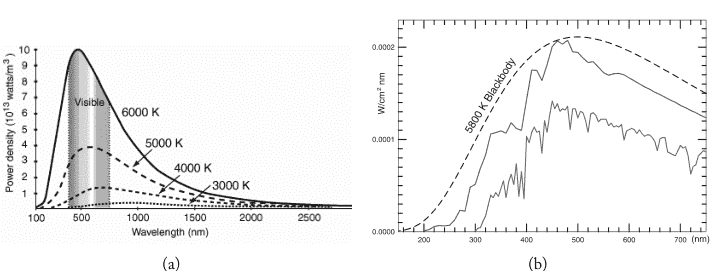 Power density (10¹³ watts/m³)
10
9
8
7
6
5
4
3
2
1
Visible
6000 K
5000 K
4000 K
3000 K
100
500
1000
1500
2000
2500
Wavelength (nm)
(a)
W/cm² nm
0.0002
0.0001
0.0000
5800 K Blackbody
200
300
400
500
600
700
(nm)
(b)